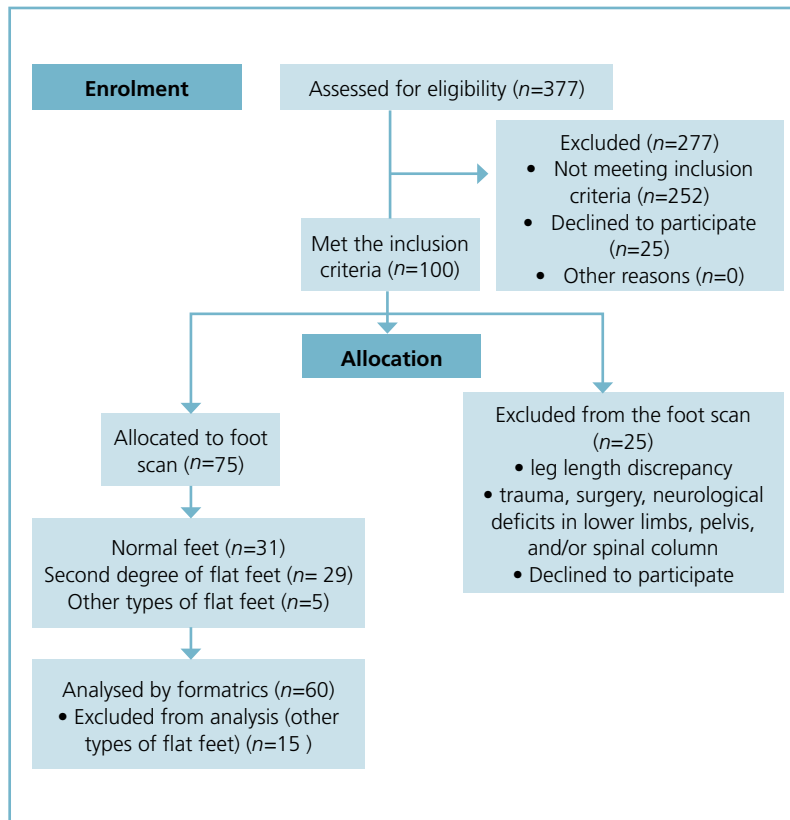 Enrolment
Assessed for eligibility (n=377)
Excluded (n=277)
• Not meeting inclusion
criteria (n=252)
• Declined to participate
(n=25)
• Other reasons (n=0)
Met the inclusion
criteria (n=100)
Allocation
Allocated to foot
scan (n=75)
Excluded from the foot scan
(n=25)
• leg length discrepancy
• trauma, surgery, neurological
deficits in lower limbs, pelvis,
and/or spinal column
• Declined to participate
Normal feet (n=31)
Second degree of flat feet (n= 29)
Other types of flat feet (n=5)
Analysed by formatrics (n=60)
• Excluded from analysis (other
types of flat feet) (n=15 )